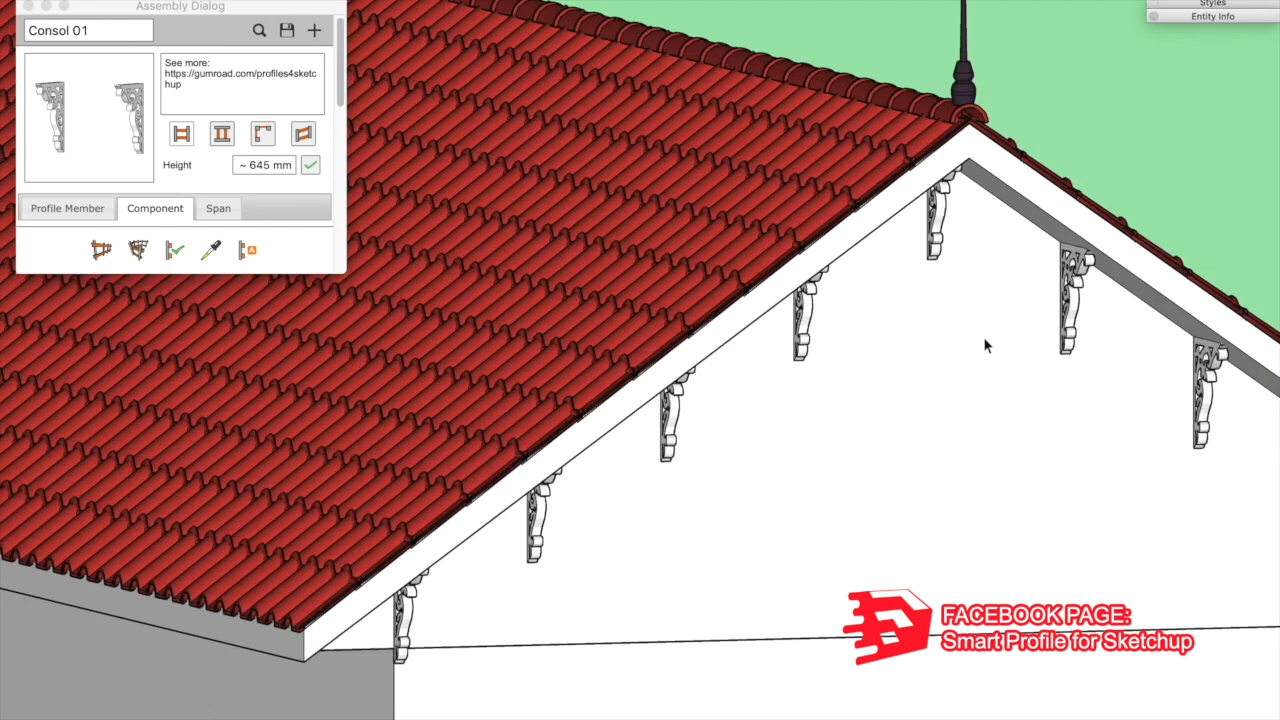 Assembly Dialog
Styles
Entity Info
Consol 01
See more:
https://gumroad.com/profiles4sketc
hup
Height
~ 645 mm
Profile Member
Component
Span
A
FACEBOOK PAGE:
Smart Profile for Sketchup